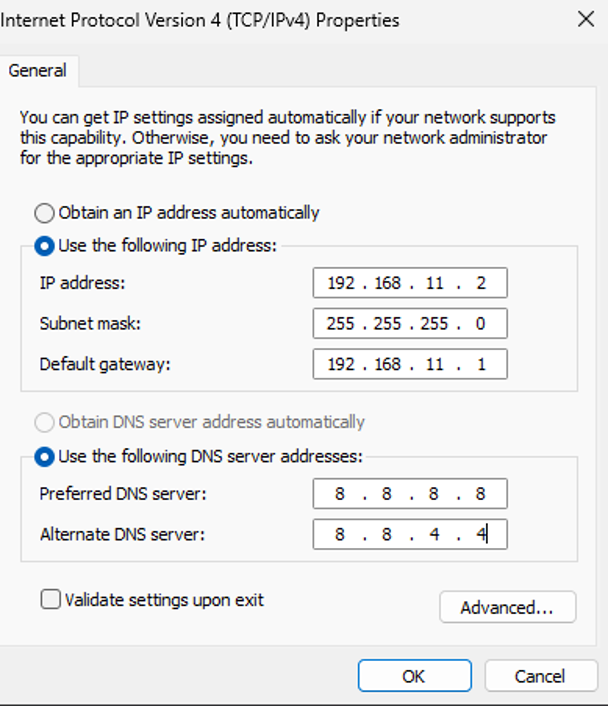 Internet Protocol Version 4 (TCP/IPv4) Properties
General
You can get IP settings assigned automatically if your network supports
this capability. Otherwise, you need to ask your network administrator
for the appropriate IP settings.
Obtain an IP address automatically
Use the following IP address:
IP address: 192 . 168 . 11 . 2
Subnet mask: 255 . 255 . 255 . 0
Default gateway: 192 . 168 . 11 . 1
Obtain DNS server address automatically
Use the following DNS server addresses:
Preferred DNS server: 8 . 8 . 8 . 8
Alternate DNS server: 8 . 8 . 4 . 4
Validate settings upon exit
Advanced...
OK Cancel